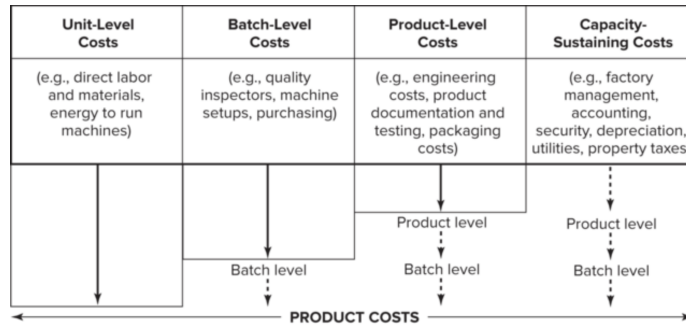 Unit-Level
Costs
Batch-Level
Costs
Product-Level
Costs
Capacity-
Sustaining Costs
(e.g., direct labor
and materials,
energy to run
machines)
(e.g., quality
inspectors, machine
setups, purchasing)
(e.g., engineering
costs, product
documentation and
testing, packaging
costs)
(e.g., factory
management,
accounting,
security, depreciation,
utilities, property taxes
Product level
Product level
Batch level
Batch level
Batch level
PRODUCT COSTS